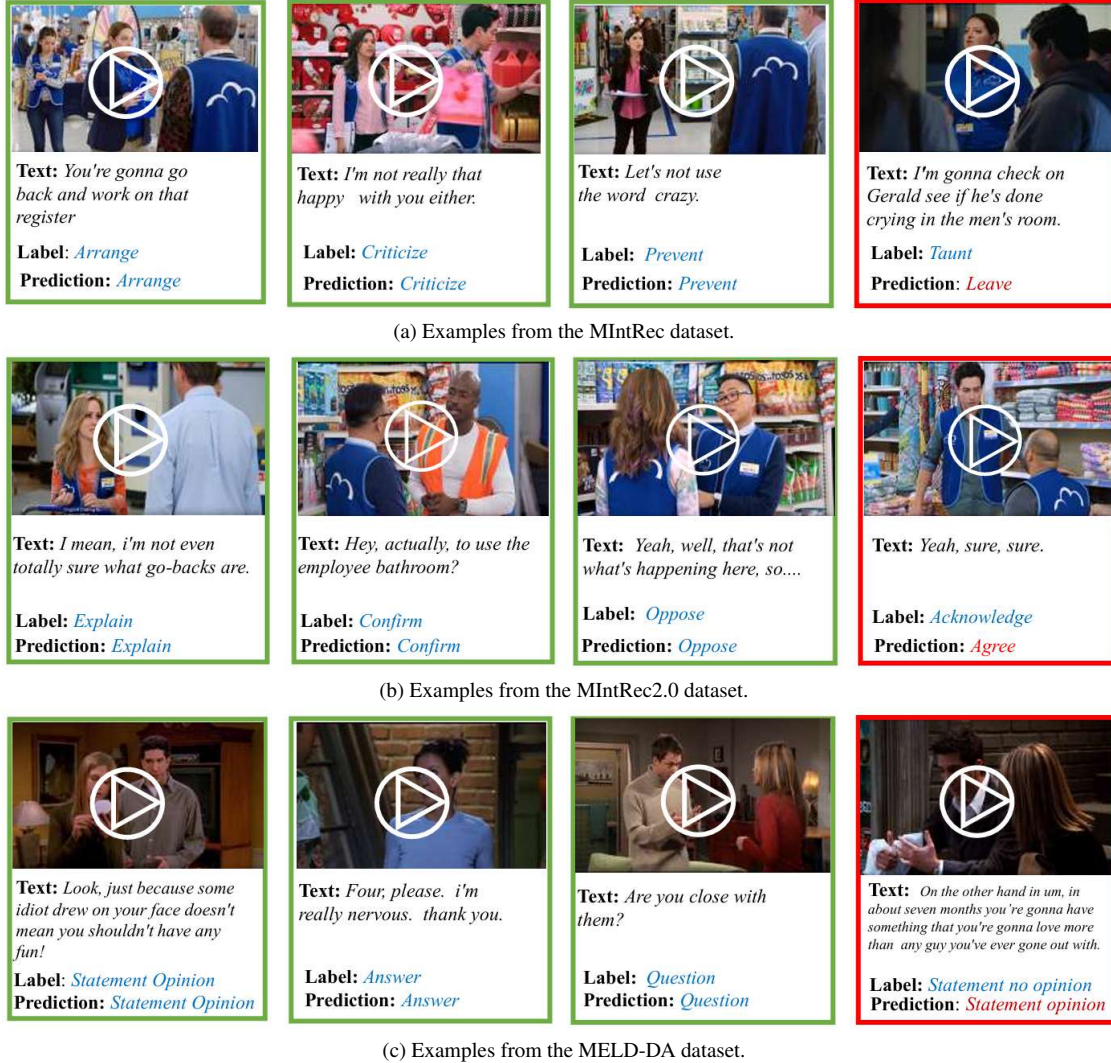 Text: You're gonna go
back and work on that
register
Label: Arrange
Prediction: Arrange
Text: I'm not really that
happy with you either.
Label: Criticize
Prediction: Criticize
Text: Let's not use
the word crazy.
Label: Prevent
Prediction: Prevent
Text: I'm gonna check on
Gerald see if he's done
crying in the men's room.
Label: Taunt
Prediction: Leave
(a) Examples from the MIntRec dataset.
Text: I mean, i'm not even
totally sure what go-backs are.
Label: Explain
Prediction: Explain
Text: Hey, actually, to use the
employee bathroom?
Label: Confirm
Prediction: Confirm
Text: Yeah, well, that's not
what's happening here, so....
Label: Oppose
Prediction: Oppose
Text: Yeah, sure, sure.
Label: Acknowledge
Prediction: Agree
(b) Examples from the MIntRec2.0 dataset.
Text: Look, just because some
idiot drew on your face doesn't
mean you shouldn't have any
fun!
Label: Statement Opinion
Prediction: Statement Opinion
Text: Four, please. i'm
really nervous. thank you.
Label: Answer
Prediction: Answer
Text: Are you close with
them?
Label: Question
Prediction: Question
Text: On the other hand in um, in
about seven months you're gonna have
something that you're gonna love more
than any guy you've ever gone out with.
Label: Statement no opinion
Prediction: Statement opinion
(c) Examples from the MELD-DA dataset.